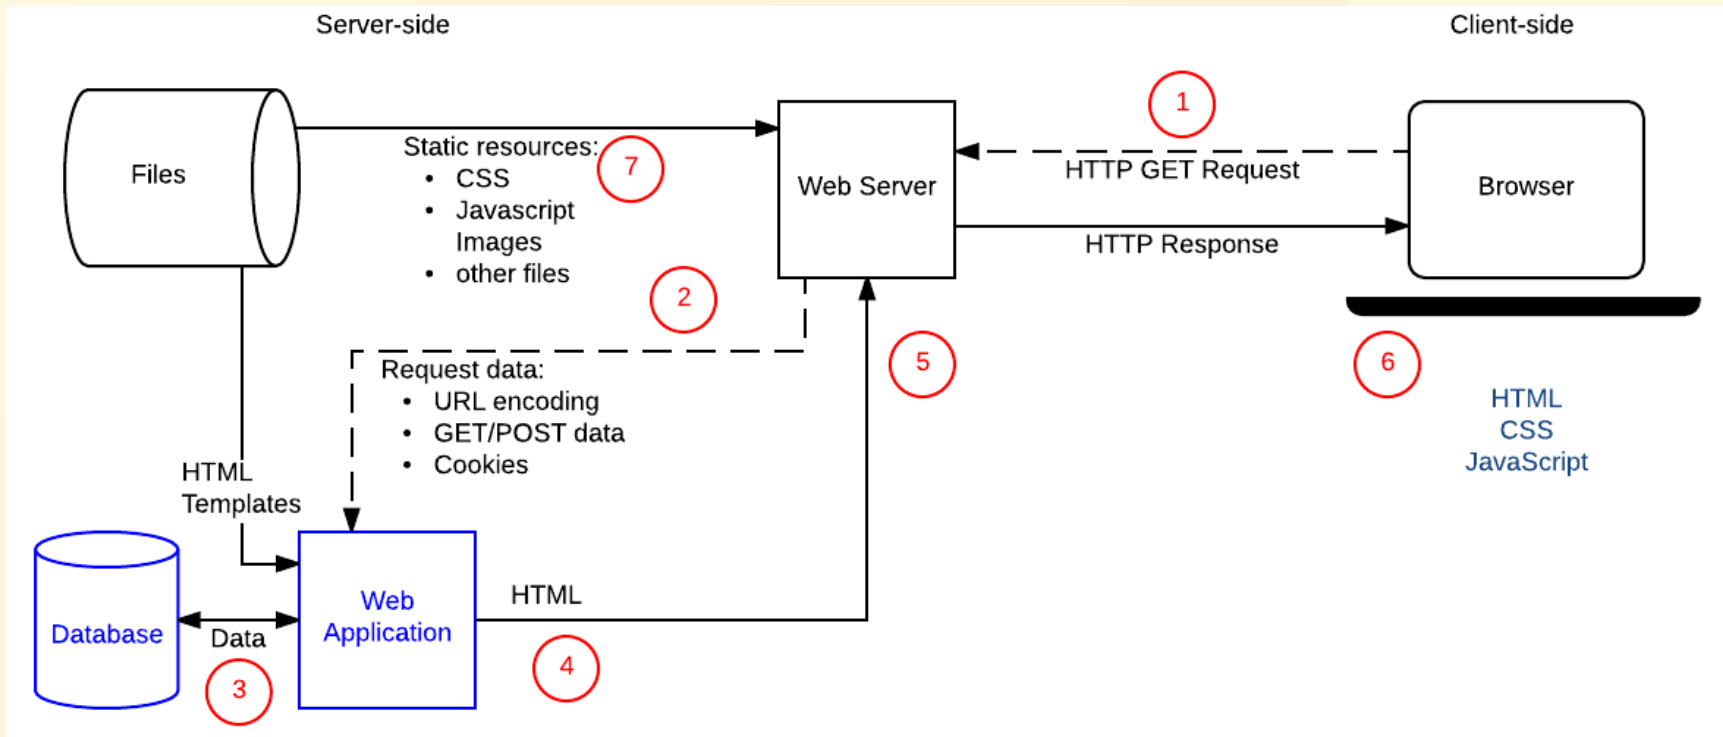 Server-side
Client-side
Files
Static resources:
• CSS
• Javascript
Images
• other files
7
Web Server
1
HTTP GET Request
HTTP Response
Browser
2
Request data:
• URL encoding
• GET/POST data
• Cookies
5
6
HTML
CSS
JavaScript
HTML
Templates
Database
Data
3
Web
Application
HTML
4